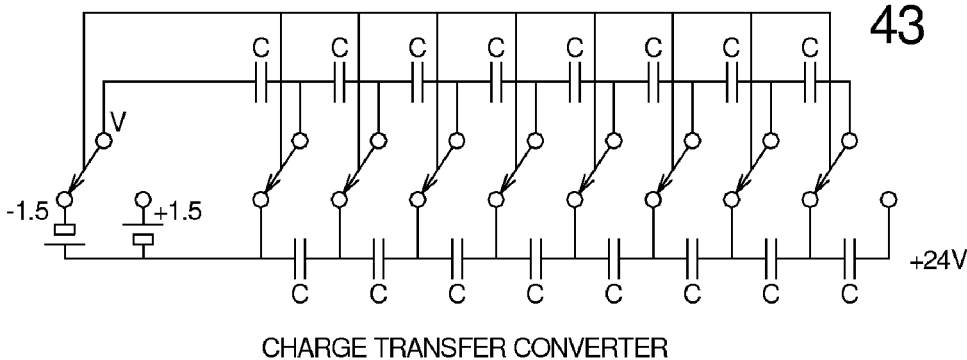 43
C C C C C C C C
V
-1.5 +1.5
+24V
C C C C C C C C
CHARGE TRANSFER CONVERTER